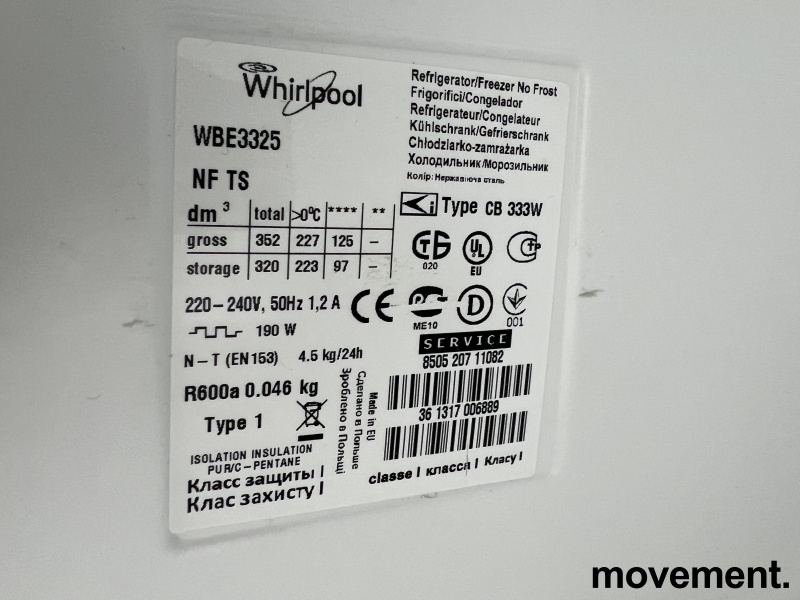 Whirlpool
WBE3325
NF TS
Refrigerator/Freezer No Frost
Frigorifici/Congelador
Refrigerateur/Congelateur
Kühlschrank/Gefrierschrank
Chłodziarko-zamrażarka
Холодильник/Морозильник
Колір: Нержавіюча сталь
dm³ total >0°C **** **
gross 352 227 125 –
storage 320 223 97 –
i Type CB 333W
020
UL
EU
220–240V, 50Hz 1,2 A
CE
ME10
D
001
190 W
N–T (EN153) 4.5 kg/24h
SERVICE
8505 207 11082
R600a 0.046 kg
Type 1
36 1317 006889
Made in EU
Сделано в Польше
Зроблено в Польщі
ISOLATION INSULATION
PUR/C-PENTANE
Класс защиты I
Клас захисту I
classe I класса I Класу I
movement.